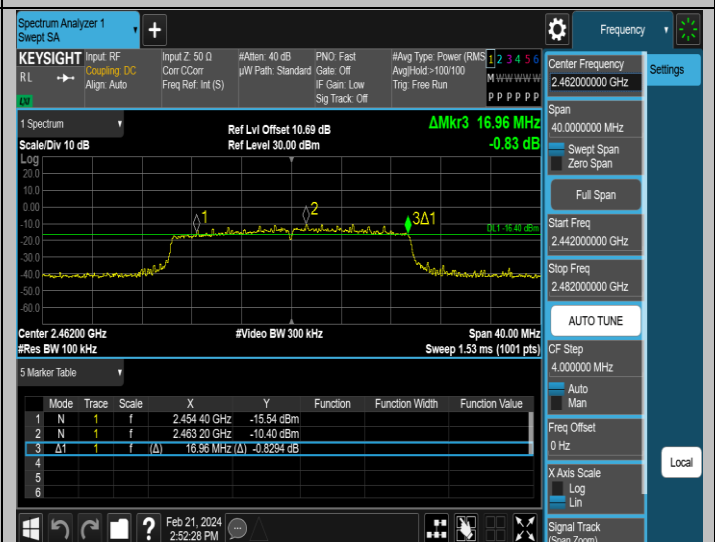 Spectrum Analyzer 1
Swept SA
Frequency
KEYSIGHT
RL
LXI
Input: RF
Coupling: DC
Align: Auto
Input Z: 50 Ω
Corr CCorr
Freq Ref: Int (S)
#Atten: 40 dB
µW Path: Standard
PNO: Fast
Gate: Off
IF Gain: Low
Sig Track: Off
#Avg Type: Power (RMS
Avg|Hold:>100/100
Trig: Free Run
1 2 3 4 5 6
M W W W W W
P P P P P P
1 Spectrum
Scale/Div 10 dB
Ref Lvl Offset 10.69 dB
Ref Level 30.00 dBm
ΔMkr3 16.96 MHz
-0.83 dB
Log
20.0
10.0
0.00
-10.0
-20.0
-30.0
-40.0
-50.0
-60.0
1
2
3Δ1
DL1 -16.40 dBm
Center 2.46200 GHz
#Res BW 100 kHz
#Video BW 300 kHz
Span 40.00 MHz
Sweep 1.53 ms (1001 pts)
5 Marker Table
Mode Trace Scale X Y Function Function Width Function Value
1 N 1 f 2.454 40 GHz -15.54 dBm
2 N 1 f 2.463 20 GHz -10.40 dBm
3 Δ1 1 f (Δ) 16.96 MHz (Δ) -0.8294 dB
4
5
6
Feb 21, 2024
2:52:28 PM
Center Frequency
2.462000000 GHz
Span
40.0000000 MHz
Swept Span
Zero Span
Full Span
Start Freq
2.442000000 GHz
Stop Freq
2.482000000 GHz
AUTO TUNE
CF Step
4.000000 MHz
Auto
Man
Freq Offset
0 Hz
X Axis Scale
Log
Lin
Signal Track
(Span Zoom)
Settings
Local